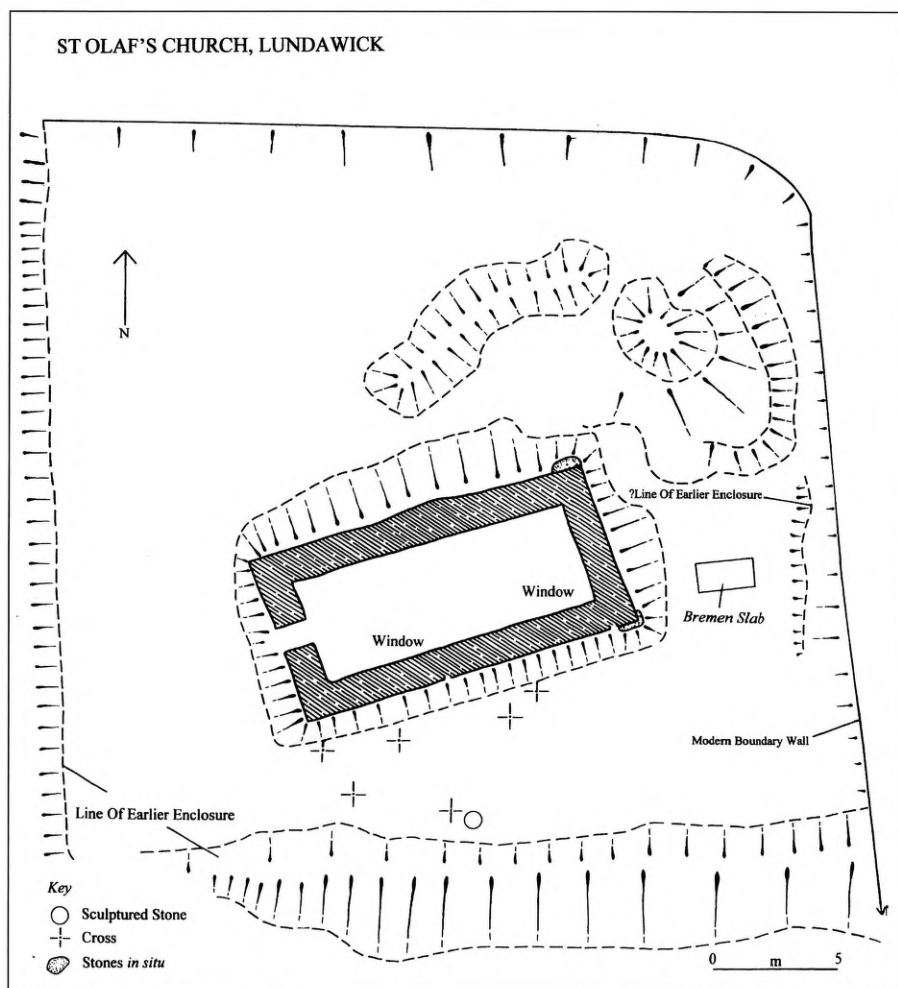 ST OLAF'S CHURCH, LUNDAWICK
N
?Line Of Earlier Enclosure
Window
Bremen Slab
Window
Modern Boundary Wall
Line Of Earlier Enclosure
Key
Sculptured Stone
Cross
Stones in situ
0 m 5